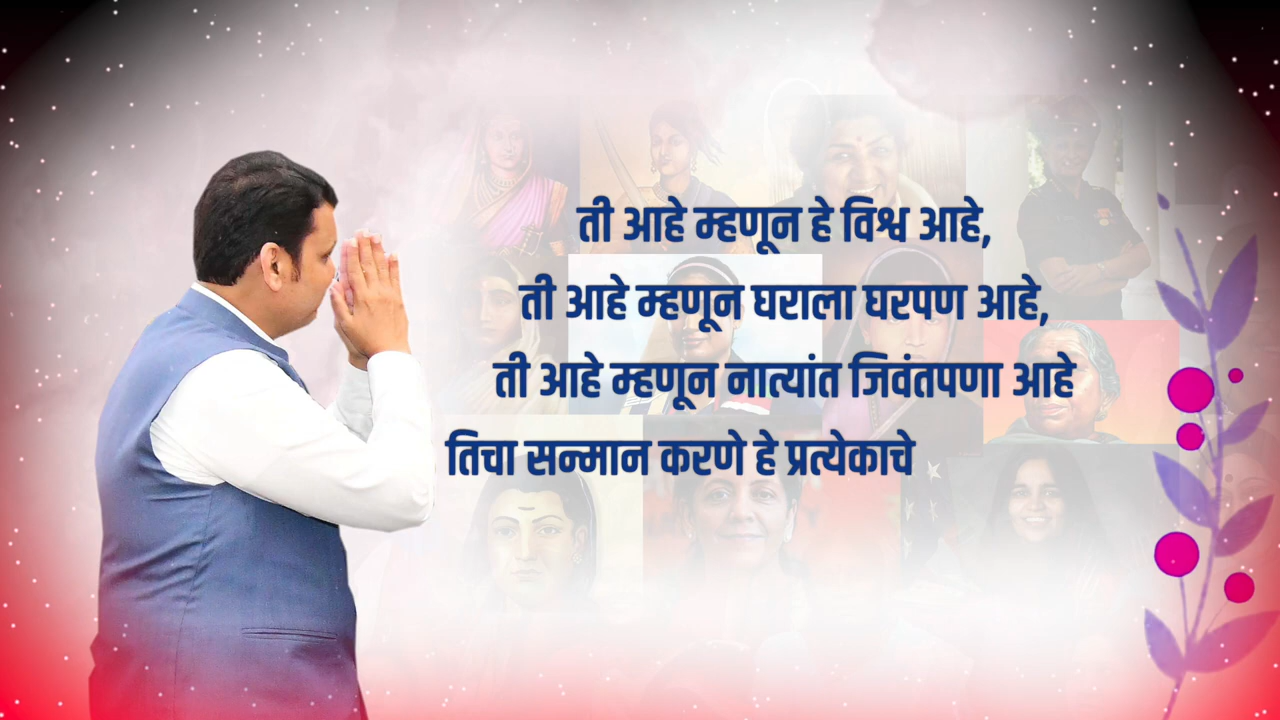 ती आहे म्हणून हे विश्व आहे,
ती आहे म्हणून घराला घरपण आहे,
ती आहे म्हणून नात्यांत जिवंतपणा आहे
तिचा सन्मान करणे हे प्रत्येकाचे